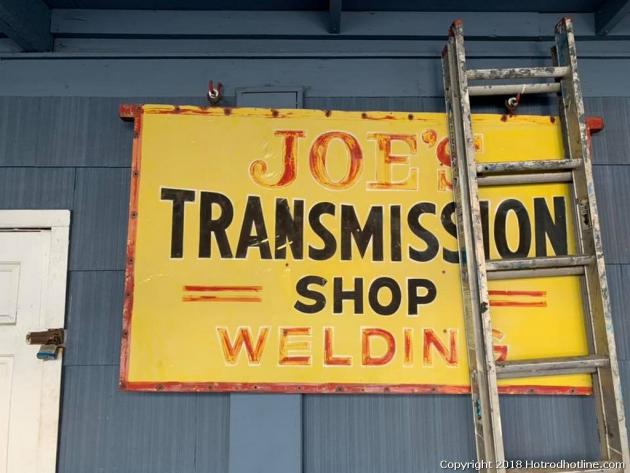 JOE'S
TRANSMISSION
SHOP
WELDING
Copyright 2018 Hotrodhotline.com